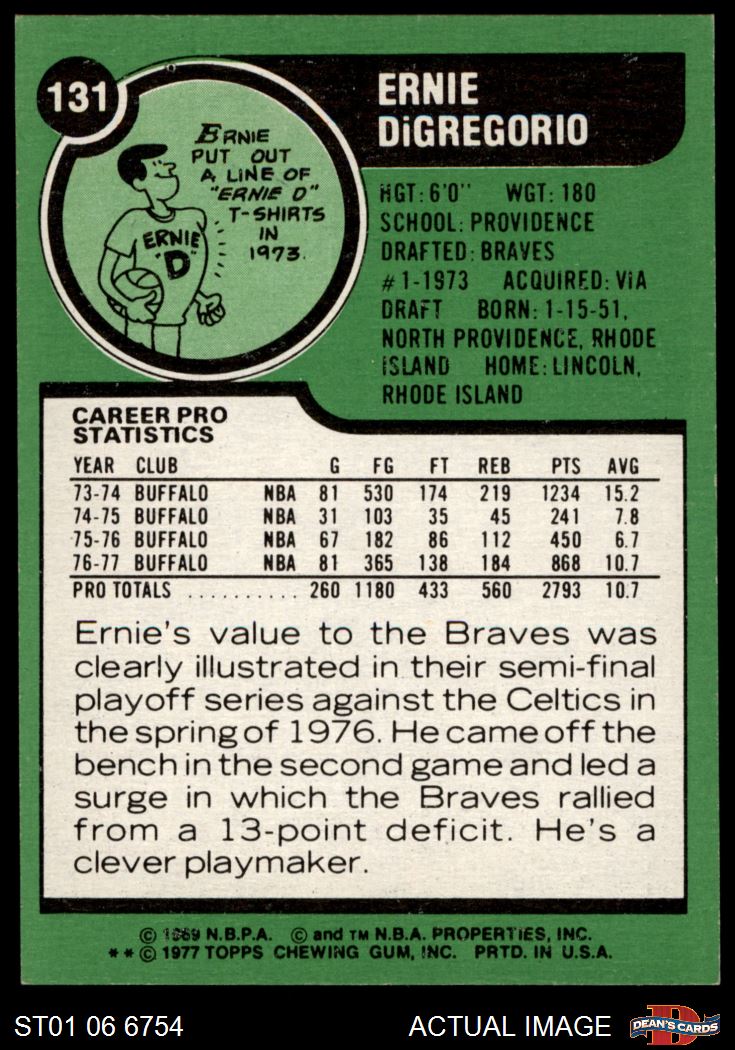 131
ERNIE
DiGREGORIO
ERNIE
PUT OUT
A LINE OF
"ERNIE D"
T-SHIRTS
IN
1973.
ERNIE
"D"
HGT: 6'0" WGT: 180
SCHOOL: PROVIDENCE
DRAFTED: BRAVES
#1-1973 ACQUIRED: ViA
DRAFT BORN: 1-15-51,
NORTH PROVIDENCE, RHODE
ISLAND HOME: LINCOLN,
RHODE ISLAND
CAREER PRO
STATISTICS
YEAR CLUB G FG FT REB PTS AVG
73-74 BUFFALO NBA 81 530 174 219 1234 15.2
74-75 BUFFALO NBA 31 103 35 45 241 7.8
75-76 BUFFALO NBA 67 182 86 112 450 6.7
76-77 BUFFALO NBA 81 365 138 184 868 10.7
PRO TOTALS .......... 260 1180 433 560 2793 10.7
Ernie's value to the Braves was
clearly illustrated in their semi-final
playoff series against the Celtics in
the spring of 1976. He came off the
bench in the second game and led a
surge in which the Braves rallied
from a 13-point deficit. He's a
clever playmaker.
© 1969 N.B.P.A. © and TM N.B.A. PROPERTIES, INC.
** © 1977 TOPPS CHEWING GUM, INC. PRTD. IN U.S.A.
ST01 06 6754 ACTUAL IMAGE
D
DEAN'S CARDS